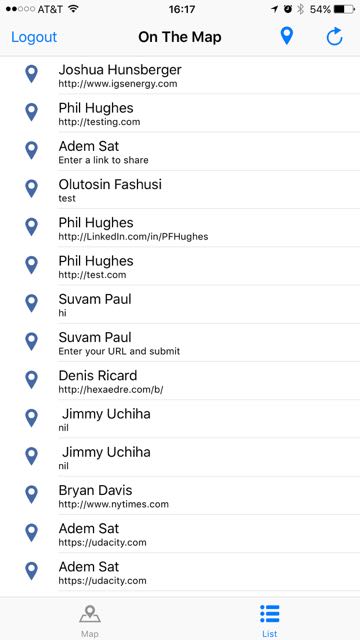 AT&T 16:17 54%
Logout On The Map
Joshua Hunsberger
http://www.igsenergy.com
Phil Hughes
http://testing.com
Adem Sat
Enter a link to share
Olutosin Fashusi
test
Phil Hughes
http://LinkedIn.com/in/PFHughes
Phil Hughes
http://test.com
Suvam Paul
hi
Suvam Paul
Enter your URL and submit
Denis Ricard
http://hexaedre.com/b/
Jimmy Uchiha
nil
Jimmy Uchiha
nil
Bryan Davis
http://www.nytimes.com
Adem Sat
https://udacity.com
Adem Sat
https://udacity.com
Map List